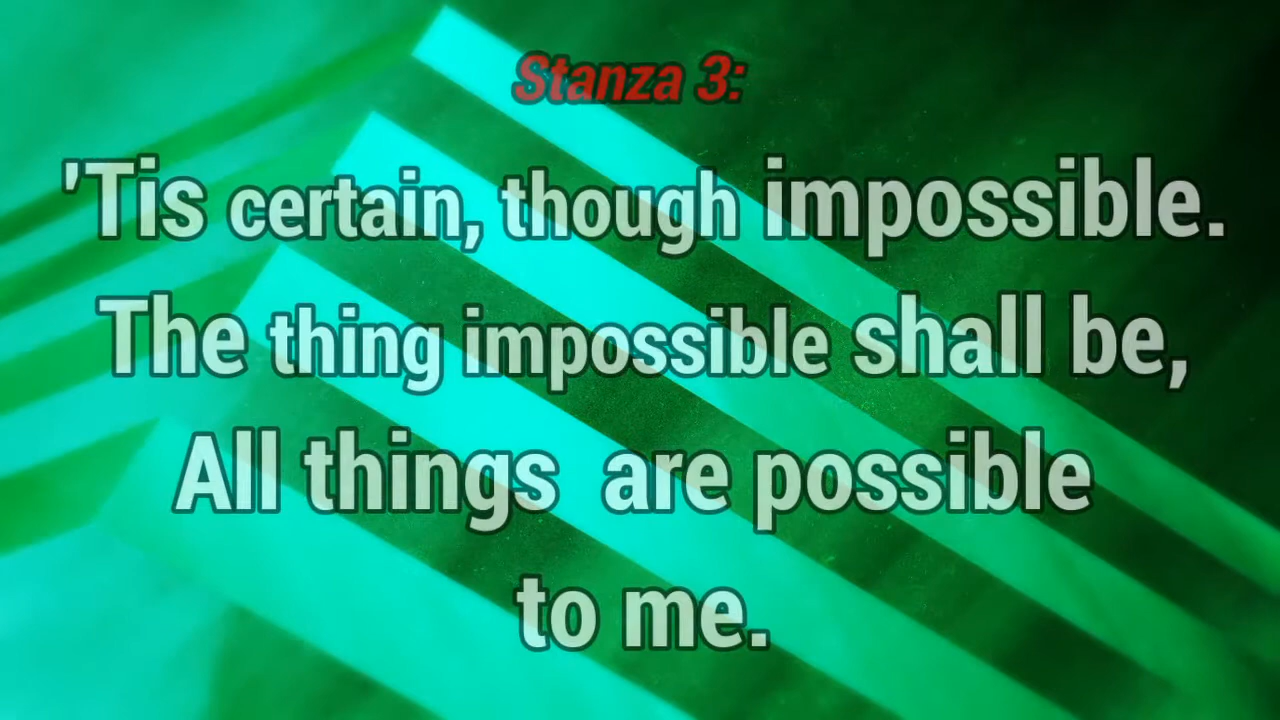 Stanza 3:
'Tis certain, though impossible.
The thing impossible shall be,
All things are possible
to me.